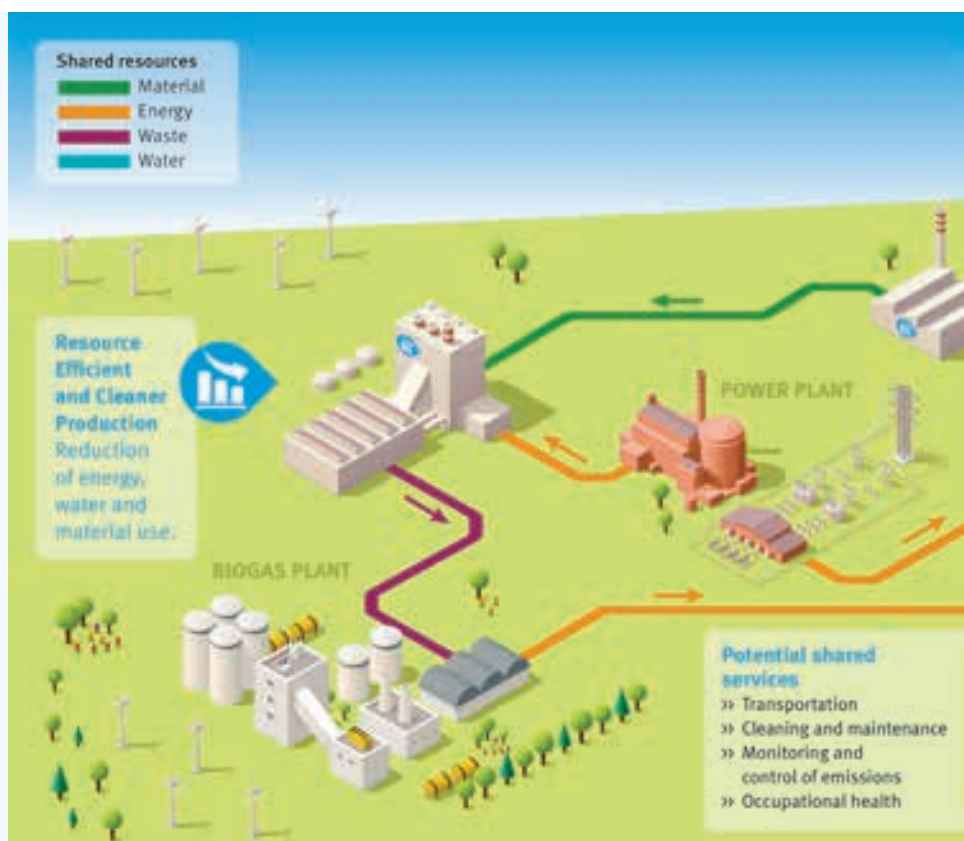 Shared resources
Material
Energy
Waste
Water
Resource
Efficient
and Cleaner
Production
Reduction
of energy,
water and
material use.
POWER PLANT
BIOGAS PLANT
Potential shared
services
>> Transportation
>> Cleaning and maintenance
>> Monitoring and
control of emissions
>> Occupational health